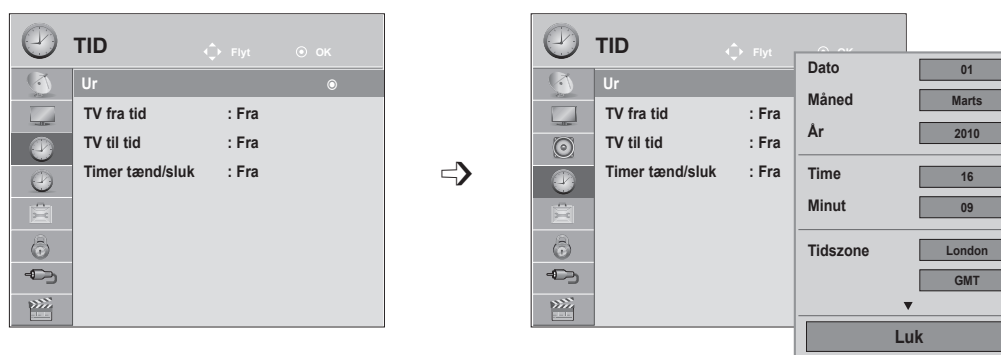 TID
Flyt
OK
Ur
TV fra tid : Fra
TV til tid : Fra
Timer tænd/sluk : Fra
TID
Flyt
OK
Ur
TV fra tid : Fra
TV til tid : Fra
Timer tænd/sluk : Fra
Dato 01
Måned Marts
År 2010
Time 16
Minut 09
Tidszone London
GMT
Luk